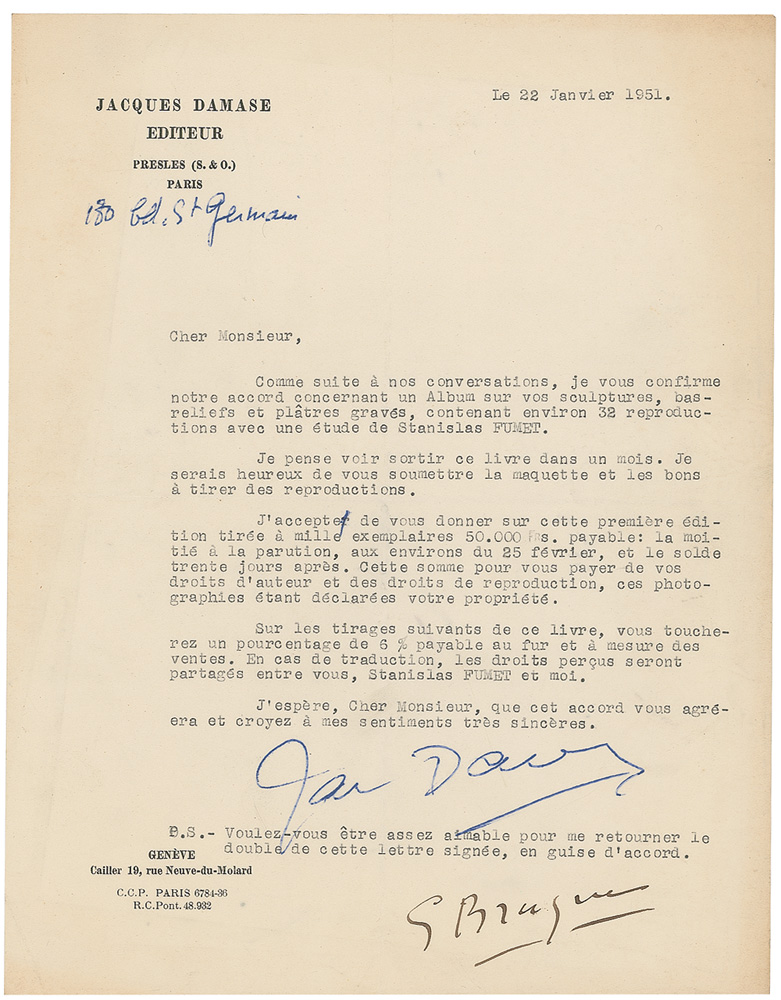 JACQUES DAMASE
EDITEUR
PRESLES (S. & O.)
PARIS
180 bd. St Germain
Le 22 Janvier 1951.
Cher Monsieur,
Comme suite à nos conversations, je vous confirme
notre accord concernant un Album sur vos sculptures, bas-
reliefs et plâtres gravés, contenant environ 32 reproduc-
tions avec une étude de Stanislas FUMET.
Je pense voir sortir ce livre dans un mois. Je
serais heureux de vous soumettre la maquette et les bons
à tirer des reproductions.
J'accepte de vous donner sur cette première édi-
tion tirée à mille exemplaires 50.000 Frs. payable: la moi-
tié à la parution, aux environs du 25 février, et le solde
trente jours après. Cette somme pour vous payer de vos
droits d'auteur et des droits de reproduction, ces photo-
graphies étant déclarées votre propriété.
Sur les tirages suivants de ce livre, vous touche-
rez un pourcentage de 6 % payable au fur et à mesure des
ventes. En cas de traduction, les droits perçus seront
partagés entre vous, Stanislas FUMET et moi.
J'espère, Cher Monsieur, que cet accord vous agré-
era et croyez à mes sentiments très sincères.
P.S.- Voulez-vous être assez aimable pour me retourner le
double de cette lettre signée, en guise d'accord.
GENÈVE
Cailler 19, rue Neuve-du-Molard
C.C.P. PARIS 6784-36
R.C. Pont. 48.932
G Braque